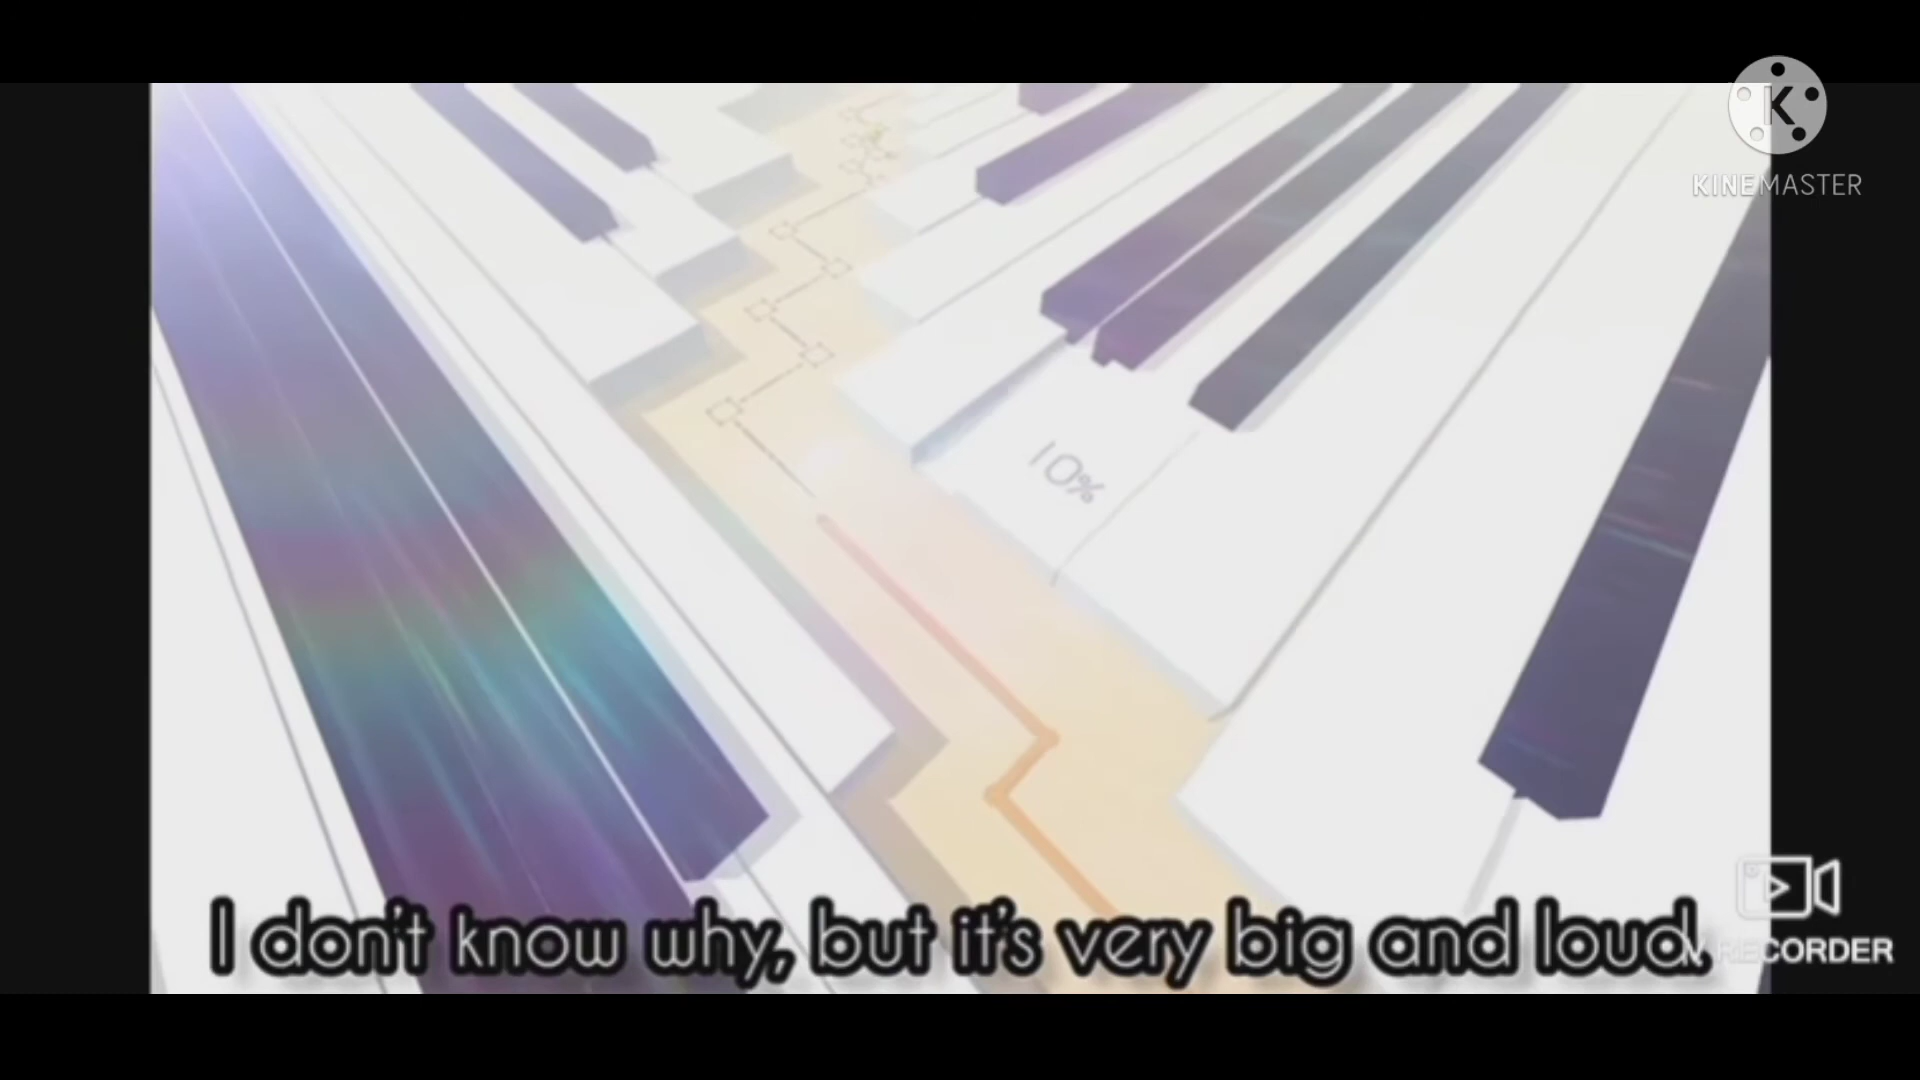 K
KINEMASTER
10%
I don't know why, but it's very big and loud.
V RECORDER